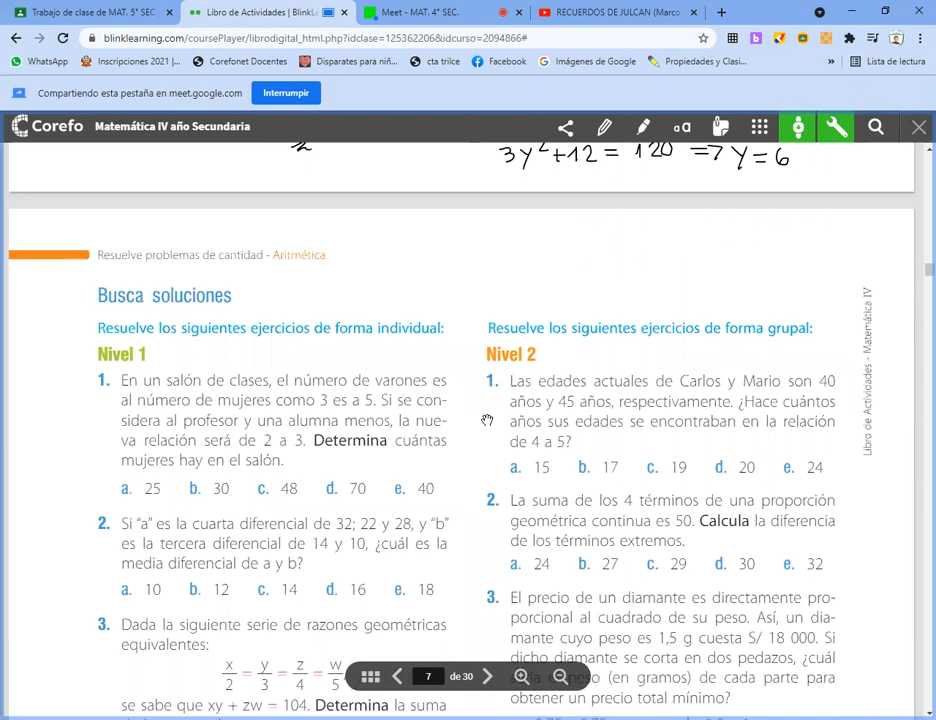 Trabajo de clase de MAT. 5° SEC
Libro de Actividades | BlinkLe
Meet - MAT. 4° SEC.
RECUERDOS DE JULCAN (Marco
blinklearning.com/coursePlayer/librodigital_html.php?idclase=125362206&idcurso=2094866#
WhatsApp
Inscripciones 2021 |...
Corefonet Docentes
Disparates para niñ...
cta trilce
Facebook
Imágenes de Google
Propiedades y Clasi...
»
Lista de lectura
Compartiendo esta pestaña en meet.google.com
Interrumpir
Corefo
Matemática IV año Secundaria
aA
3y²+12 = 120 =7 y = 6
Resuelve problemas de cantidad - Aritmética
Busca soluciones
Resuelve los siguientes ejercicios de forma individual:
Nivel 1
1. En un salón de clases, el número de varones es
al número de mujeres como 3 es a 5. Si se con-
sidera al profesor y una alumna menos, la nue-
va relación será de 2 a 3. Determina cuántas
mujeres hay en el salón.
a. 25 b. 30 c. 48 d. 70 e. 40
2. Si "a" es la cuarta diferencial de 32; 22 y 28, y "b"
es la tercera diferencial de 14 y 10, ¿cuál es la
media diferencial de a y b?
a. 10 b. 12 c. 14 d. 16 e. 18
3. Dada la siguiente serie de razones geométricas
equivalentes:
x/2 = y/3 = z/4 = w/5
se sabe que xy + zw = 104. Determina la suma
Resuelve los siguientes ejercicios de forma grupal:
Nivel 2
1. Las edades actuales de Carlos y Mario son 40
años y 45 años, respectivamente. ¿Hace cuántos
años sus edades se encontraban en la relación
de 4 a 5?
a. 15 b. 17 c. 19 d. 20 e. 24
2. La suma de los 4 términos de una proporción
geométrica continua es 50. Calcula la diferencia
de los términos extremos.
a. 24 b. 27 c. 29 d. 30 e. 32
3. El precio de un diamante es directamente pro-
porcional al cuadrado de su peso. Así, un dia-
mante cuyo peso es 1,5 g cuesta S/ 18 000. Si
dicho diamante se corta en dos pedazos, ¿cuál
peso (en gramos) de cada parte para
obtener un precio total mínimo?
Libro de Actividades - Matemática IV
7 de 30